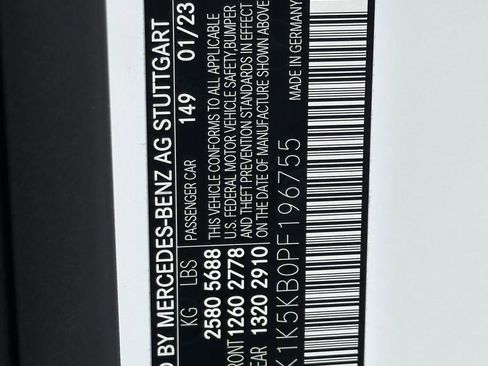 D BY MERCEDES-BENZ AG STUTTGART
KG LBS PASSENGER CAR 149 01/23
2580 5688
FRONT 1260 2778
EAR 1320 2910
THIS VEHICLE CONFORMS TO ALL APPLICABLE
U.S. FEDERAL MOTOR VEHICLE SAFETY, BUMPER
AND THEFT PREVENTION STANDARDS IN EFFECT
ON THE DATE OF MANUFACTURE SHOWN ABOVE.
MADE IN GERMANY
K1K5KB0PF196755